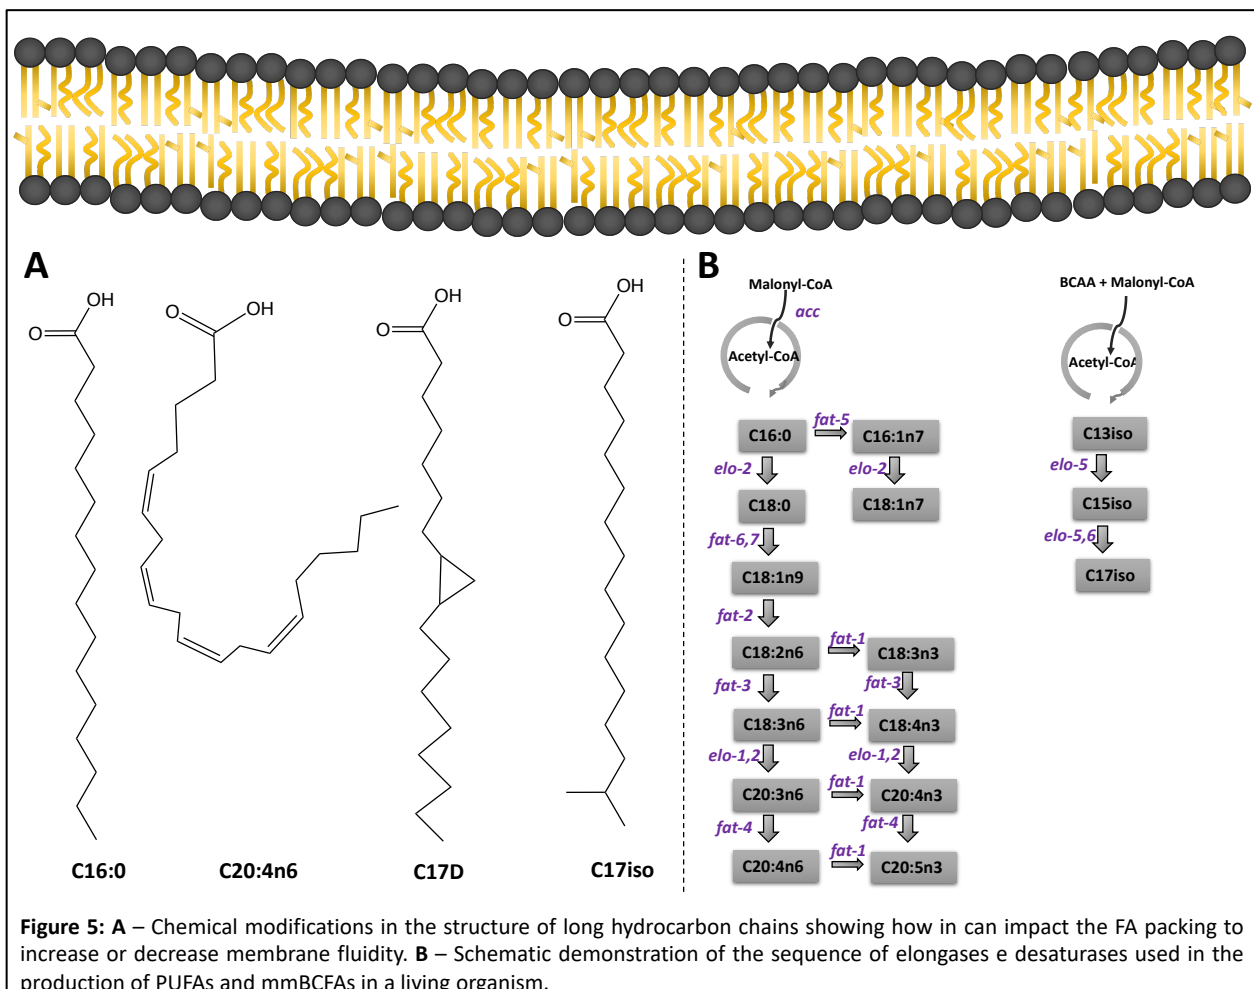 A
B
OH
O
O
OH
OH
O
OH
O
C16:0
C20:4n6
C17D
C17iso
Malonyl-CoA
acc
Acetyl-CoA
BCAA + Malonyl-CoA
Acetyl-CoA
C16:0
fat-5
C16:1n7
elo-2
elo-2
C18:0
C18:1n7
fat-6,7
C18:1n9
fat-2
C18:2n6
fat-1
C18:3n3
fat-3
fat-3
C18:3n6
fat-1
C18:4n3
elo-1,2
elo-1,2
C20:3n6
fat-1
C20:4n3
fat-4
fat-4
C20:4n6
fat-1
C20:5n3
C13iso
elo-5
C15iso
elo-5,6
C17iso
Figure 5: A – Chemical modifications in the structure of long hydrocarbon chains showing how in can impact the FA packing to
increase or decrease membrane fluidity. B – Schematic demonstration of the sequence of elongases e desaturases used in the
production of PUFAs and mmBCFAs in a living organism.